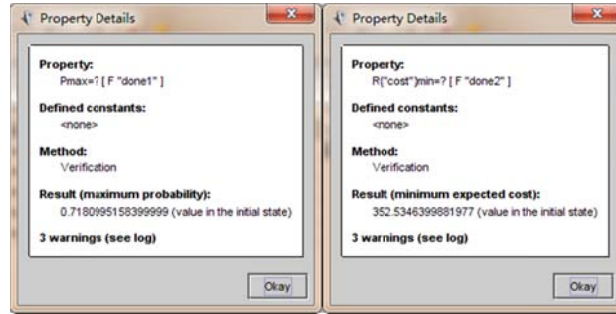 Property Details
Property:
Pmax=? [ F "done1" ]
Defined constants:
<none>
Method:
Verification
Result (maximum probability):
0.7180995158399999 (value in the initial state)
3 warnings (see log)
Okay
Property Details
Property:
R{"cost"}min=? [ F "done2" ]
Defined constants:
<none>
Method:
Verification
Result (minimum expected cost):
352.5346399881977 (value in the initial state)
3 warnings (see log)
Okay